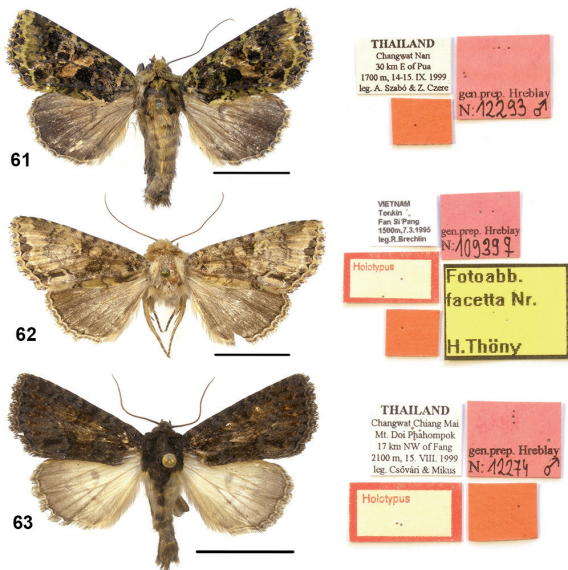 THAILAND
Changwat Nan
30 km E of Pua
1700 m, 14-15. IX. 1999
leg. A. Szabó & Z. Czere
gen.prep. Hreblay
N: 12293 ♂
61
VIETNAM
Tonkin
Fan Si Pang
1500m, 7.3.1995
leg.R.Brechlin
gen.prep. Hreblay
N: 109397
Holotypus
Fotoabb.
facetta Nr.
H.Thöny
62
THAILAND
Changwat Chiang Mai
Mt. Doi Phahompok
17 km NW of Fang
2100 m, 15. VIII. 1999
leg. Csővári & Mikus
gen.prep. Hreblay
N: 12274 ♂
Holotypus
63